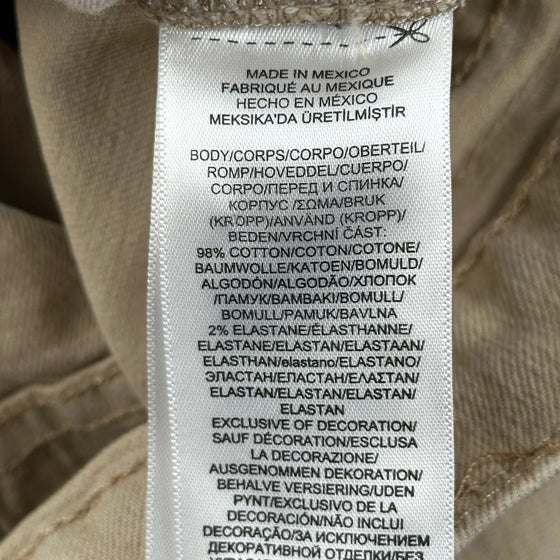 MADE IN MEXICO
FABRIQUÉ AU MEXIQUE
HECHO EN MÉXICO
MEKSIKA'DA ÜRETİLMİŞTİR
BODY/CORPS/CORPO/OBERTEIL/
ROMP/HOVEDDEL/CUERPO/
CORPO/ПЕРЕД И СПИНКА/
КОРПУС /ΣΩΜΑ/BRUK
(KROPP)/ANVÄND (KROPP)/
BEDEN/VRCHNÍ ČÁST:
98% COTTON/COTON/COTONE/
BAUMWOLLE/KATOEN/BOMULD/
ALGODÓN/ALGODÃO/ХЛОПОК
/ПАМУК/ΒΑΜΒΑΚΙ/BOMULL/
BOMULL/PAMUK/BAVLNA
2% ELASTANE/ÉLASTHANNE/
ELASTANE/ELASTAN/ELASTAAN/
ELASTHAN/elastano/ELASTANO/
ЭЛАСТАН/ЕЛАСТАН/ΕΛΑΣΤΑΝ/
ELASTAN/ELASTAN/ELASTAN/
ELASTAN
EXCLUSIVE OF DECORATION/
SAUF DÉCORATION/ESCLUSA
LA DECORAZIONE/
AUSGENOMMEN DEKORATION/
BEHALVE VERSIERING/UDEN
PYNT/EXCLUSIVO DE LA
DECORACIÓN/NÃO INCLUI
DECORAÇÃO/ЗА ИСКЛЮЧЕНИЕМ
ДЕКОРАТИВНОЙ ОТДЕЛКИ/БЕЗ